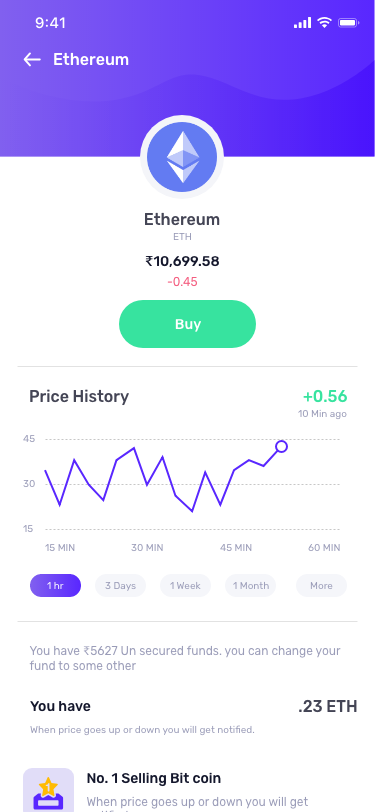 9:41
Ethereum
Ethereum
ETH
₹10,699.58
-0.45
Buy
Price History
+0.56
10 Min ago
45
30
15
15 MIN 30 MIN 45 MIN 60 MIN
1 hr 3 Days 1 Week 1 Month More
You have ₹5627 Un secured funds. you can change your
fund to some other
You have .23 ETH
When price goes up or down you will get notified.
1
No. 1 Selling Bit coin
When price goes up or down you will get